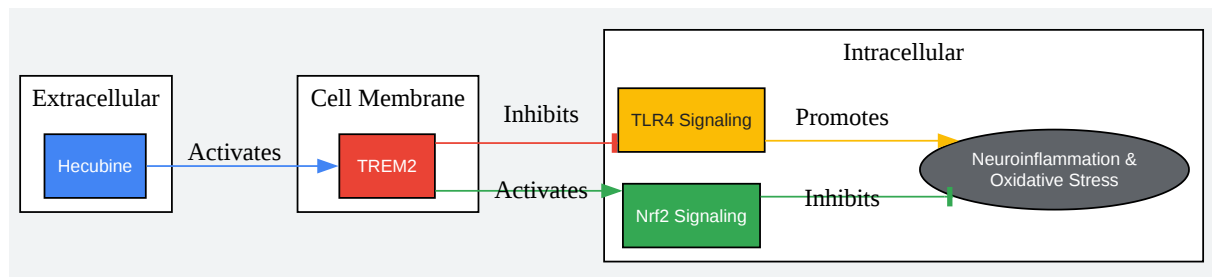 Extracellular
Hecubine
Activates
Cell Membrane
TREM2
Inhibits
Activates
Intracellular
TLR4 Signaling
Nrf2 Signaling
Promotes
Inhibits
Neuroinflammation &
Oxidative Stress